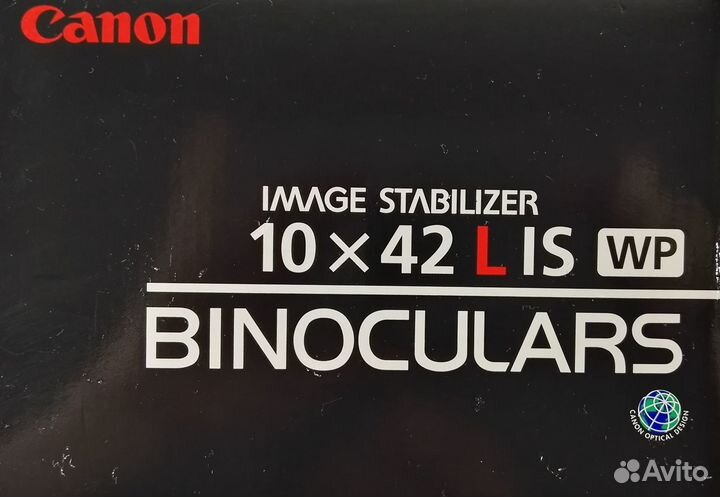 Canon
IMAGE STABILIZER
10×42 L IS WP
BINOCULARS
CANON OPTICAL DESIGN
Avito